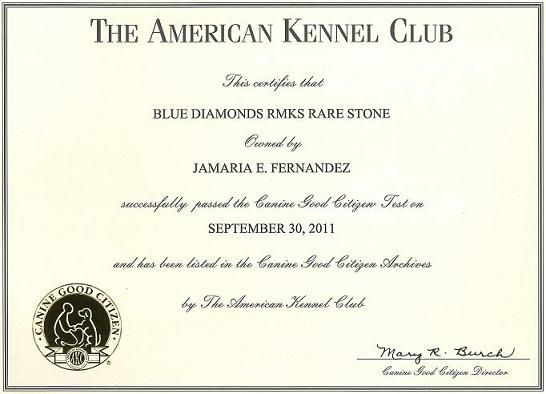 THE AMERICAN KENNEL CLUB
This certifies that
BLUE DIAMONDS RMKS RARE STONE
Owned by
JAMARIA E. FERNANDEZ
successfully passed the Canine Good Citizen Test on
SEPTEMBER 30, 2011
and has been listed in the Canine Good Citizen Archives
by The American Kennel Club
CANINE GOOD CITIZEN
AKC
®
Mary R. Burch
Canine Good Citizen Director